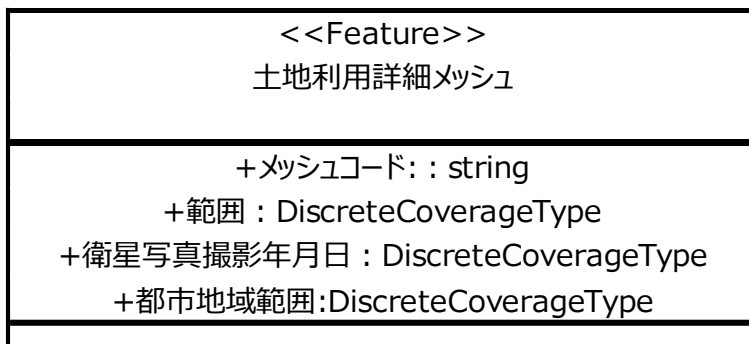 <<Feature>>
土地利用詳細メッシュ
+メッシュコード: : string
+範囲 : DiscreteCoverageType
+衛星写真撮影年月日 : DiscreteCoverageType
+都市地域範囲:DiscreteCoverageType